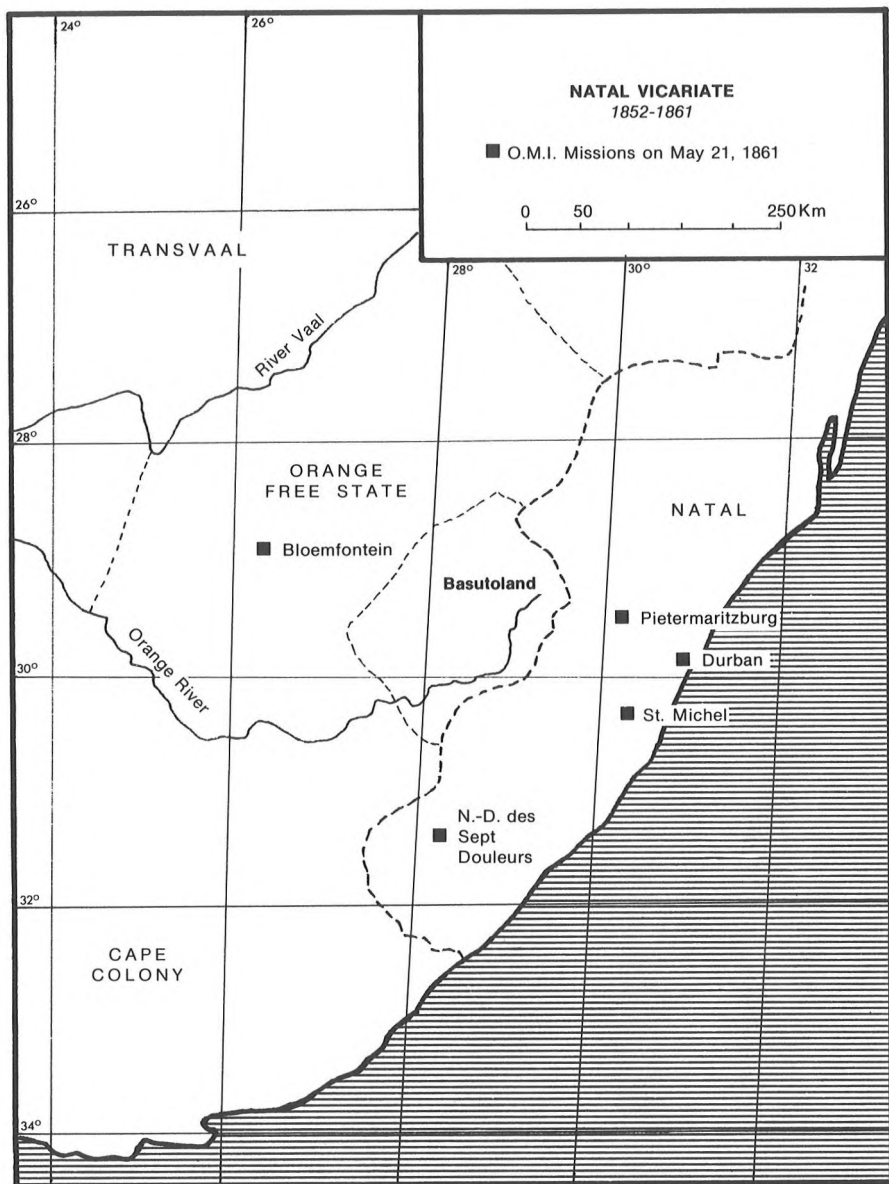 24°
26°
NATAL VICARIATE
1852-1861
O.M.I. Missions on May 21, 1861
0 50 250 Km
26°
TRANSVAAL
28°
30°
32
River Vaal
28°
ORANGE
FREE STATE
NATAL
Bloemfontein
Basutoland
Pietermaritzburg
Orange River
30°
Durban
St. Michel
N.-D. des
Sept
Douleurs
32°
CAPE
COLONY
34°